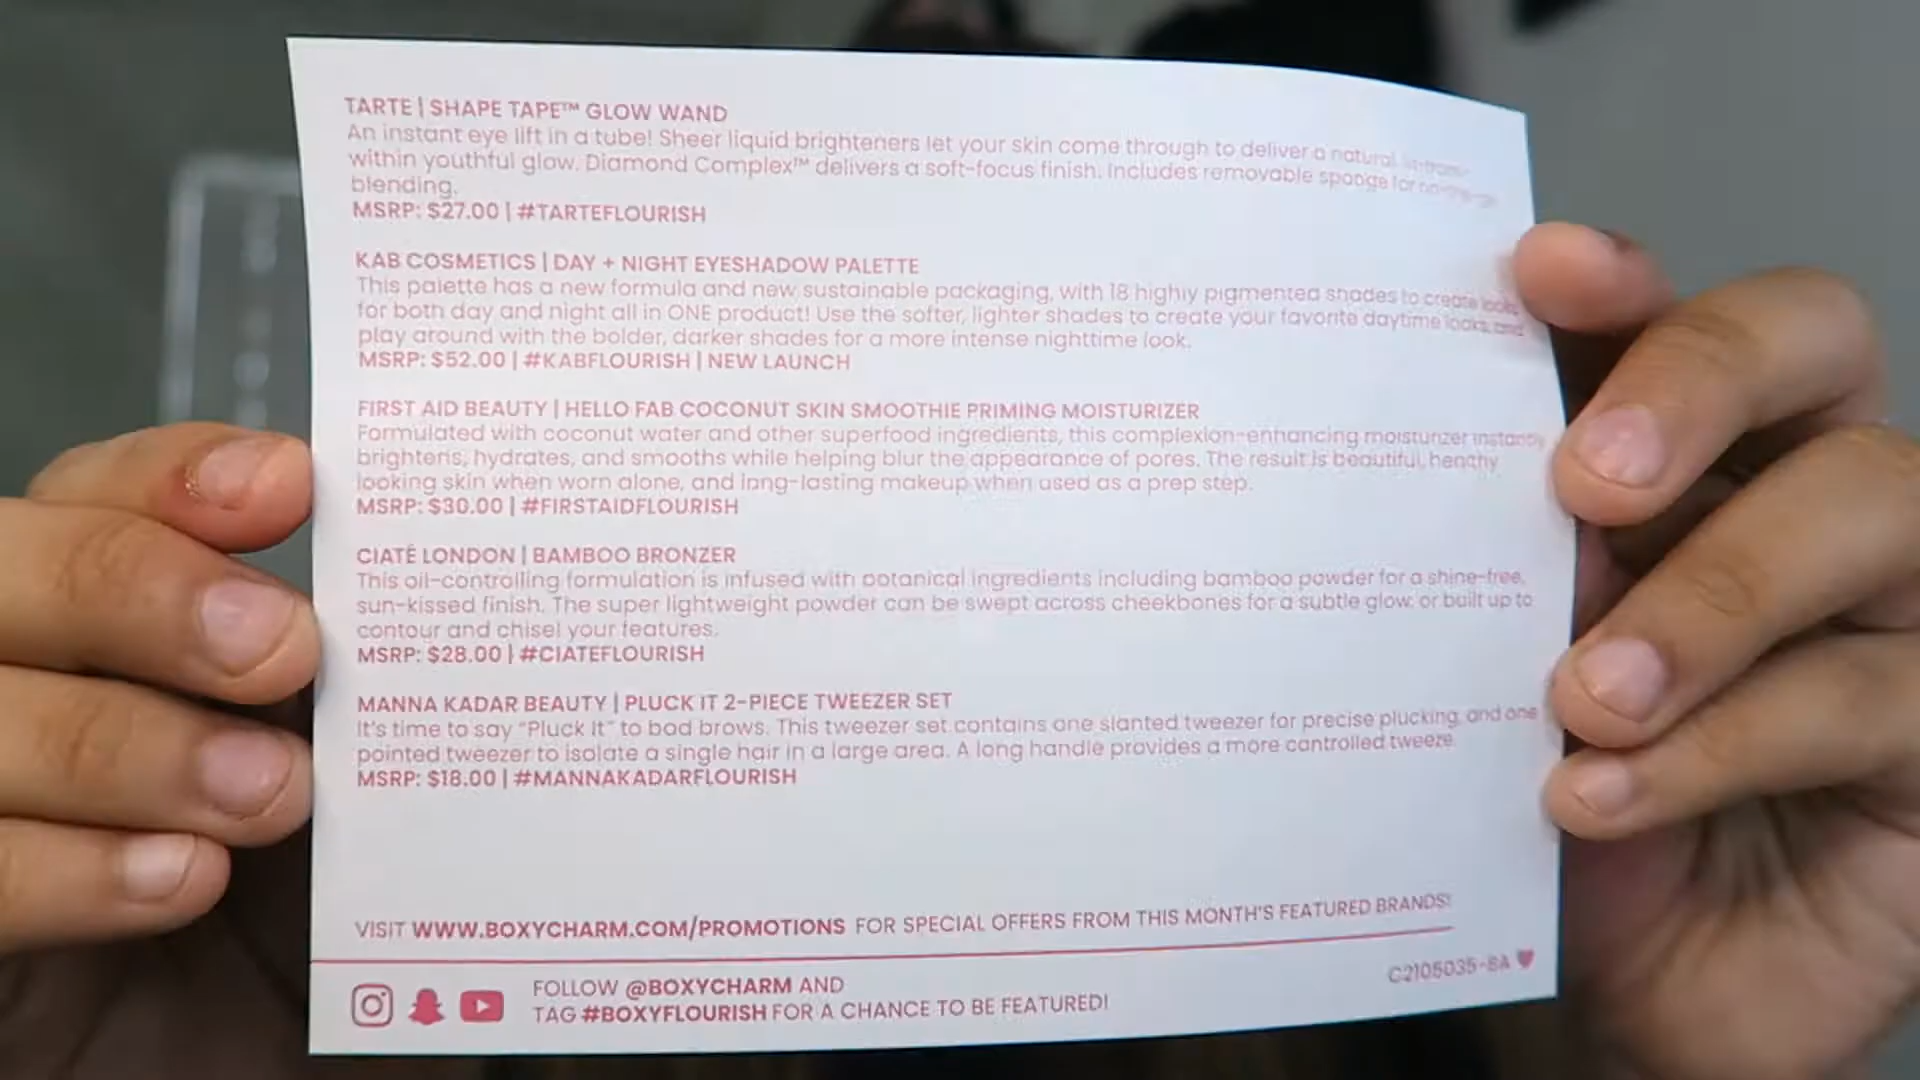 TARTE | SHAPE TAPE™ GLOW WAND
An instant eye lift in a tube! Sheer liquid brighteners let your skin come through to deliver a natural, lit-from-
within youthful glow. Diamond Complex™ delivers a soft-focus finish. Includes removable sponge for on-the-go
blending.
MSRP: $27.00 | #TARTEFLOURISH
KAB COSMETICS | DAY + NIGHT EYESHADOW PALETTE
This palette has a new formula and new sustainable packaging, with 18 highly pigmented shades to create looks
for both day and night all in ONE product! Use the softer, lighter shades to create your favorite daytime looks, and
play around with the bolder, darker shades for a more intense nighttime look.
MSRP: $52.00 | #KABFLOURISH | NEW LAUNCH
FIRST AID BEAUTY | HELLO FAB COCONUT SKIN SMOOTHIE PRIMING MOISTURIZER
Formulated with coconut water and other superfood ingredients, this complexion-enhancing moisturizer instantly
brightens, hydrates, and smooths while helping blur the appearance of pores. The result is beautiful, healthy
looking skin when worn alone, and long-lasting makeup when used as a prep step.
MSRP: $30.00 | #FIRSTAIDFLOURISH
CIATÉ LONDON | BAMBOO BRONZER
This oil-controlling formulation is infused with botanical ingredients including bamboo powder for a shine-free,
sun-kissed finish. The super lightweight powder can be swept across cheekbones for a subtle glow, or built up to
contour and chisel your features.
MSRP: $28.00 | #CIATEFLOURISH
MANNA KADAR BEAUTY | PLUCK IT 2-PIECE TWEEZER SET
It's time to say "Pluck It" to bad brows. This tweezer set contains one slanted tweezer for precise plucking, and one
pointed tweezer to isolate a single hair in a large area. A long handle provides a more controlled tweeze.
MSRP: $18.00 | #MANNAKADARFLOURISH
VISIT WWW.BOXYCHARM.COM/PROMOTIONS FOR SPECIAL OFFERS FROM THIS MONTH'S FEATURED BRANDS!
C2105035-8A
FOLLOW @BOXYCHARM AND
TAG #BOXYFLOURISH FOR A CHANCE TO BE FEATURED!